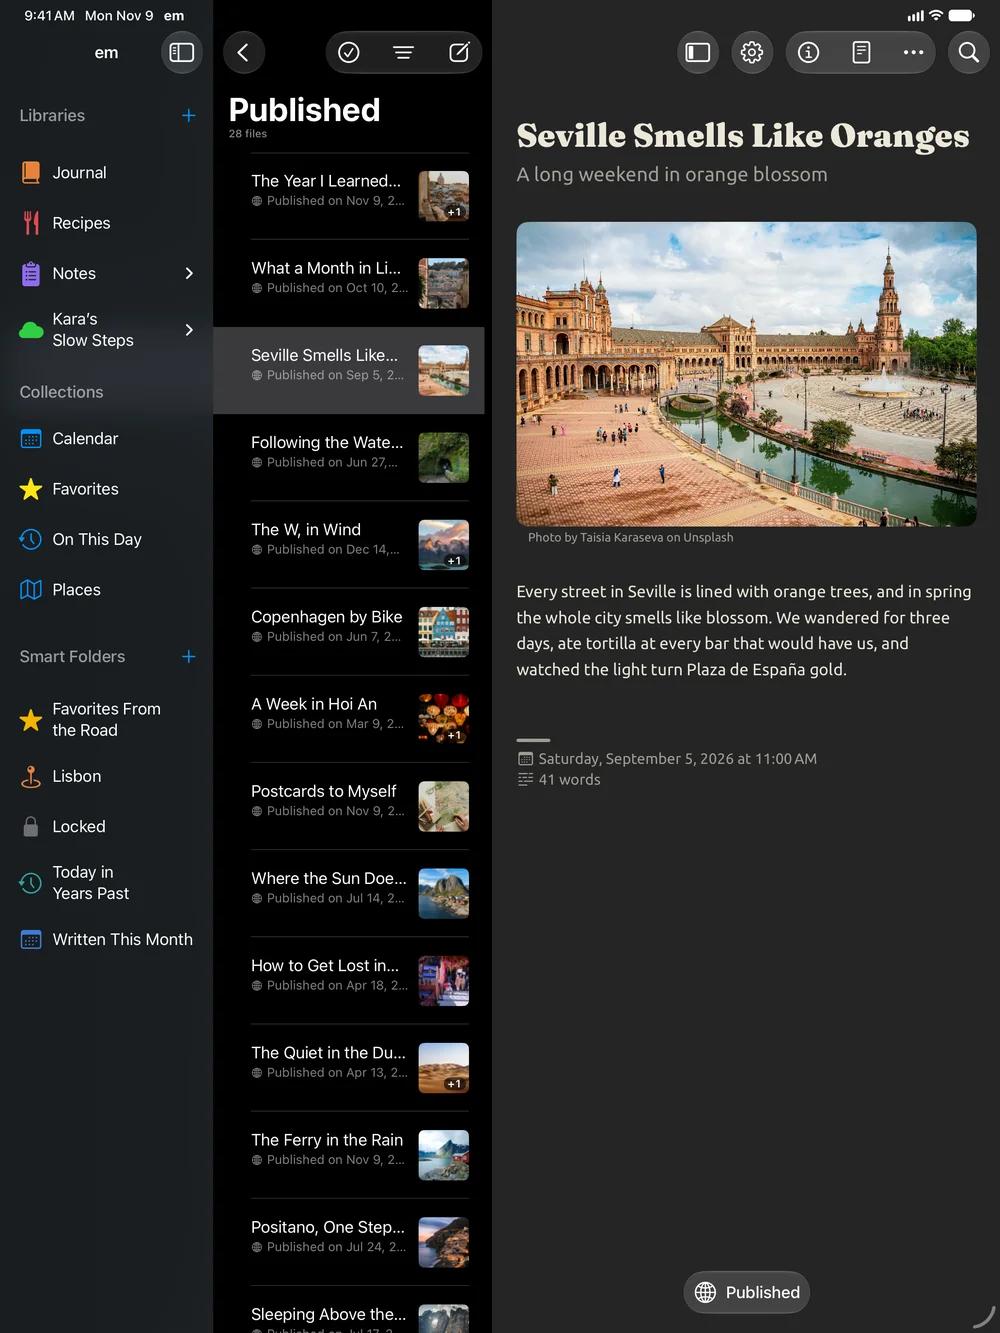 9:41 AM Mon Nov 9 em
em
Libraries
Journal
Recipes
Notes
Kara’s
Slow Steps
Collections
Calendar
Favorites
On This Day
Places
Smart Folders
Favorites From
the Road
Lisbon
Locked
Today in
Years Past
Written This Month
Published
28 files
The Year I Learned...
Published on Nov 9, 2...
+1
What a Month in Li...
Published on Oct 10, 2...
Seville Smells Like...
Published on Sep 5, 2...
Following the Wate...
Published on Jun 27,...
The W, in Wind
Published on Dec 14,...
+1
Copenhagen by Bike
Published on Jun 7, 2...
A Week in Hoi An
Published on Mar 9, 2...
+1
Postcards to Myself
Published on Nov 9, 2...
Where the Sun Doe...
Published on Jul 14, 2...
How to Get Lost in...
Published on Apr 18, 2...
The Quiet in the Du...
Published on Apr 13, 2...
+1
The Ferry in the Rain
Published on Nov 9, 2...
Positano, One Step...
Published on Jul 24, 2...
Sleeping Above the...
Published on Jul 17, 2...
Seville Smells Like Oranges
A long weekend in orange blossom
Photo by Taisia Karaseva on Unsplash
Every street in Seville is lined with orange trees, and in spring
the whole city smells like blossom. We wandered for three
days, ate tortilla at every bar that would have us, and
watched the light turn Plaza de España gold.
Saturday, September 5, 2026 at 11:00 AM
41 words
Published